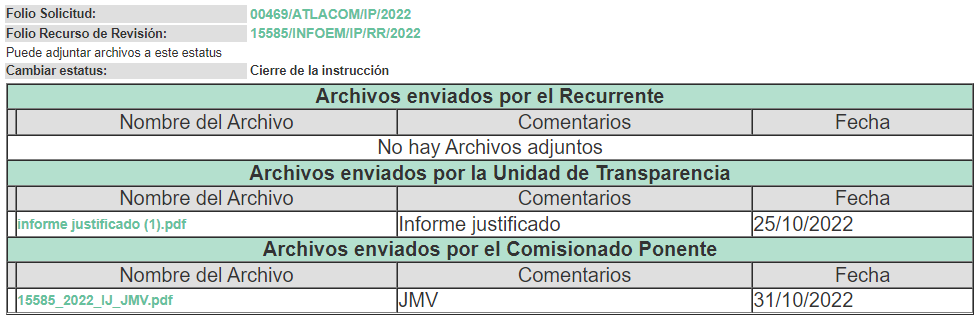 Folio Solicitud: 00469/ATLACOM/IP/2022
Folio Recurso de Revisión: 15585/INFOEM/IP/RR/2022
Puede adjuntar archivos a este estatus
Cambiar estatus: Cierre de la instrucción
Archivos enviados por el Recurrente
Nombre del Archivo Comentarios Fecha
No hay Archivos adjuntos
Archivos enviados por la Unidad de Transparencia
Nombre del Archivo Comentarios Fecha
informe justificado (1).pdf Informe justificado 25/10/2022
Archivos enviados por el Comisionado Ponente
Nombre del Archivo Comentarios Fecha
15585_2022_IJ_JMV.pdf JMV 31/10/2022